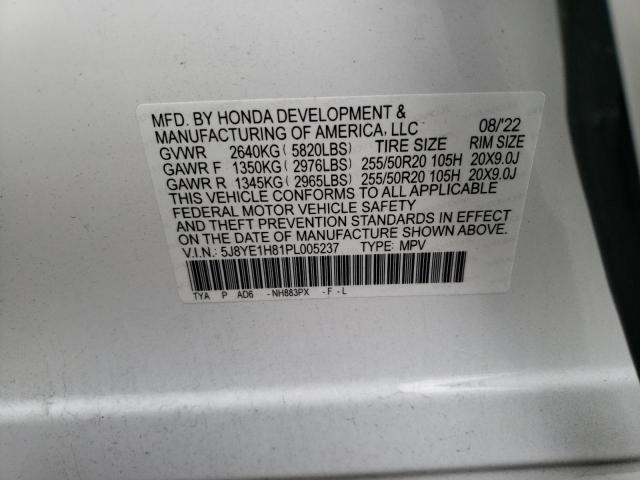 MFD. BY HONDA DEVELOPMENT &
MANUFACTURING OF AMERICA, LLC 08/'22
GVWR 2640KG ( 5820LBS) TIRE SIZE RIM SIZE
GAWR F 1350KG ( 2976LBS) 255/50R20 105H 20X9.0J
GAWR R 1345KG ( 2965LBS) 255/50R20 105H 20X9.0J
THIS VEHICLE CONFORMS TO ALL APPLICABLE
FEDERAL MOTOR VEHICLE SAFETY
AND THEFT PREVENTION STANDARDS IN EFFECT
ON THE DATE OF MANUFACTURE SHOWN ABOVE.
V.I.N.: 5J8YE1H81PL005237 TYPE: MPV
TYA P AD6 -NH883PX -F-L